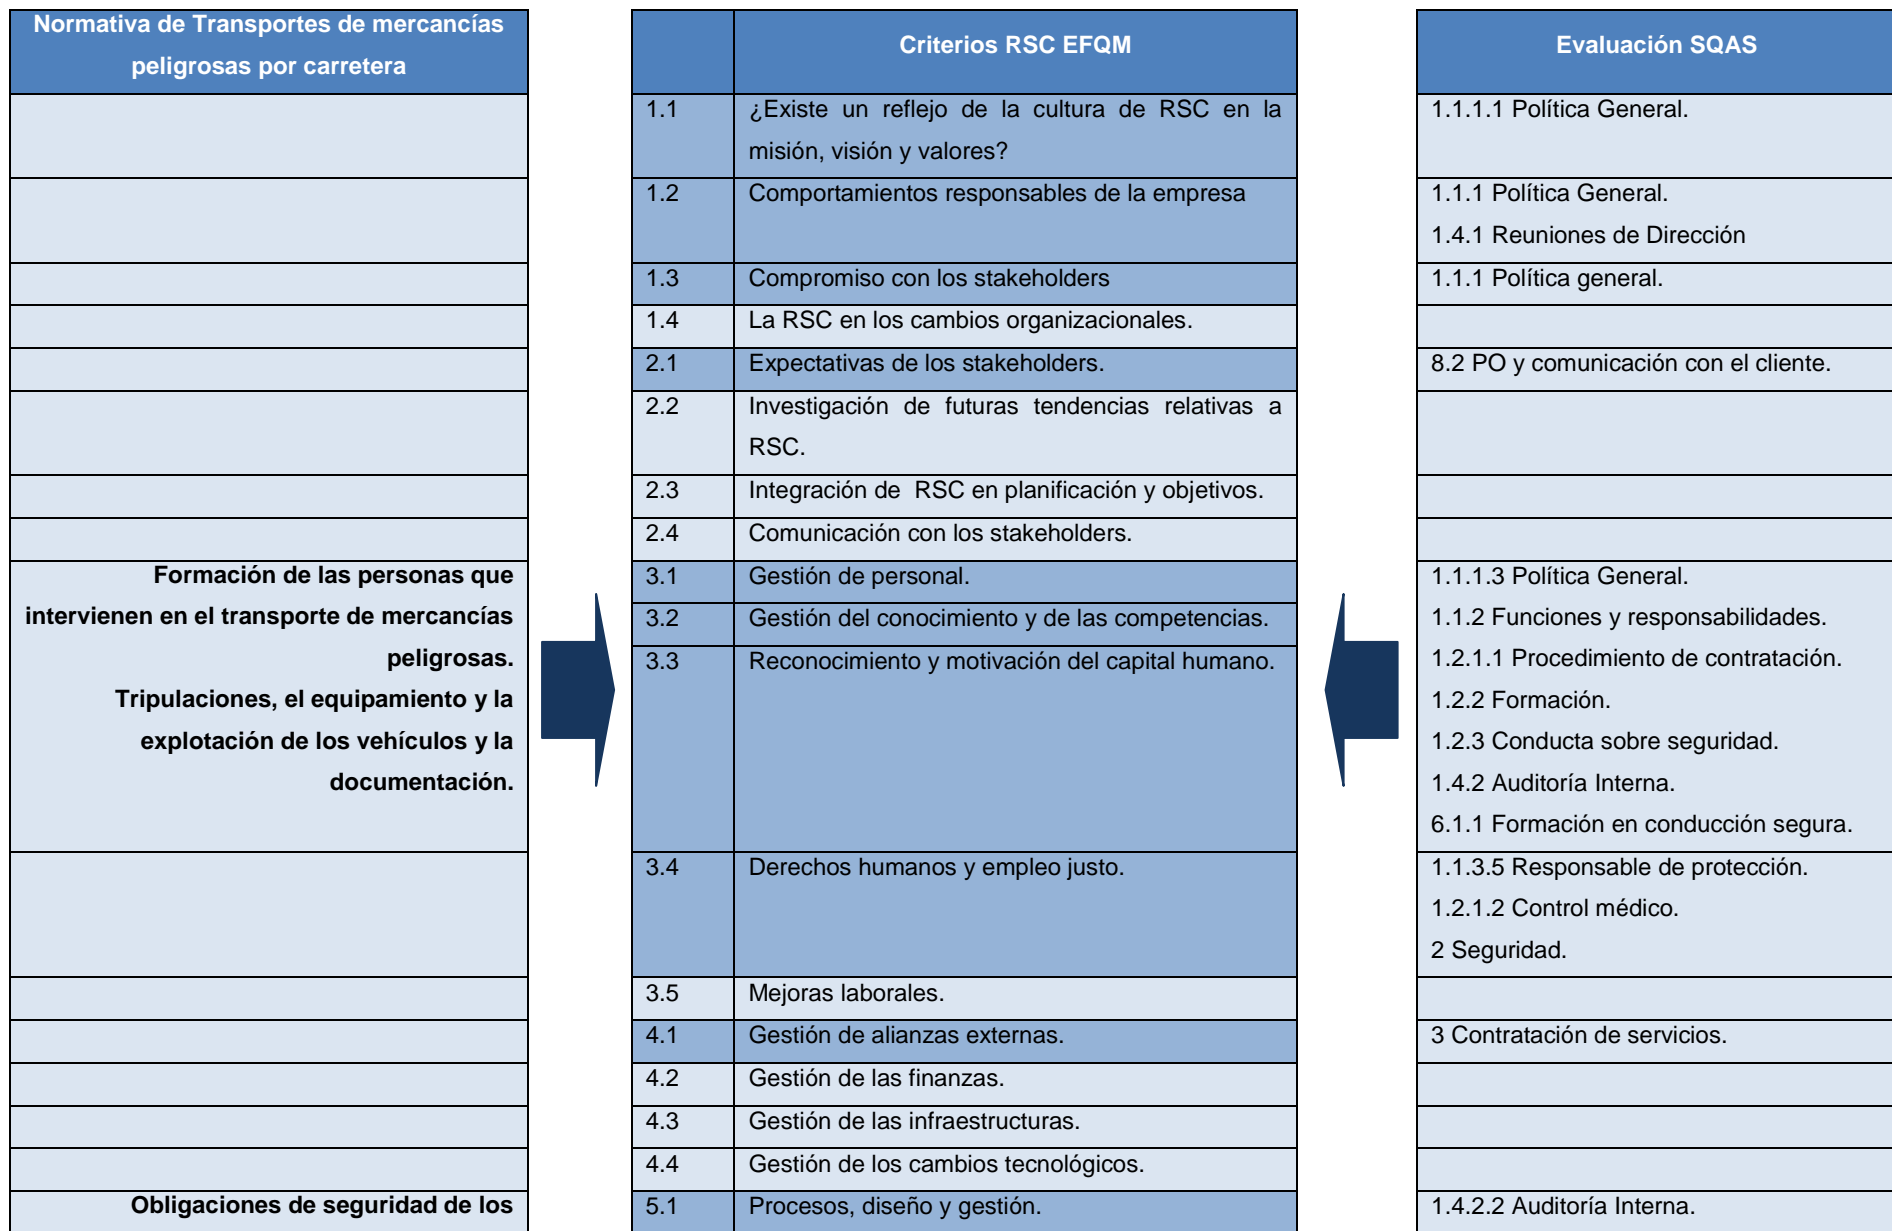 Normativa de Transportes de mercancías
peligrosas por carretera
Criterios RSC EFQM
Evaluación SQAS
1.1
¿Existe un reflejo de la cultura de RSC en la
misión, visión y valores?
1.1.1.1 Política General.
1.2
Comportamientos responsables de la empresa
1.1.1 Política General.
1.4.1 Reuniones de Dirección
1.3
Compromiso con los stakeholders
1.1.1 Política general.
1.4
La RSC en los cambios organizacionales.
2.1
Expectativas de los stakeholders.
8.2 PO y comunicación con el cliente.
2.2
Investigación de futuras tendencias relativas a
RSC.
2.3
Integración de RSC en planificación y objetivos.
2.4
Comunicación con los stakeholders.
Formación de las personas que
intervienen en el transporte de mercancías
peligrosas.
Tripulaciones, el equipamiento y la
explotación de los vehículos y la
documentación.
3.1
Gestión de personal.
3.2
Gestión del conocimiento y de las competencias.
3.3
Reconocimiento y motivación del capital humano.
1.1.1.3 Política General.
1.1.2 Funciones y responsabilidades.
1.2.1.1 Procedimiento de contratación.
1.2.2 Formación.
1.2.3 Conducta sobre seguridad.
1.4.2 Auditoría Interna.
6.1.1 Formación en conducción segura.
3.4
Derechos humanos y empleo justo.
1.1.3.5 Responsable de protección.
1.2.1.2 Control médico.
2 Seguridad.
3.5
Mejoras laborales.
4.1
Gestión de alianzas externas.
3 Contratación de servicios.
4.2
Gestión de las finanzas.
4.3
Gestión de las infraestructuras.
4.4
Gestión de los cambios tecnológicos.
Obligaciones de seguridad de los
5.1
Procesos, diseño y gestión.
1.4.2.2 Auditoría Interna.